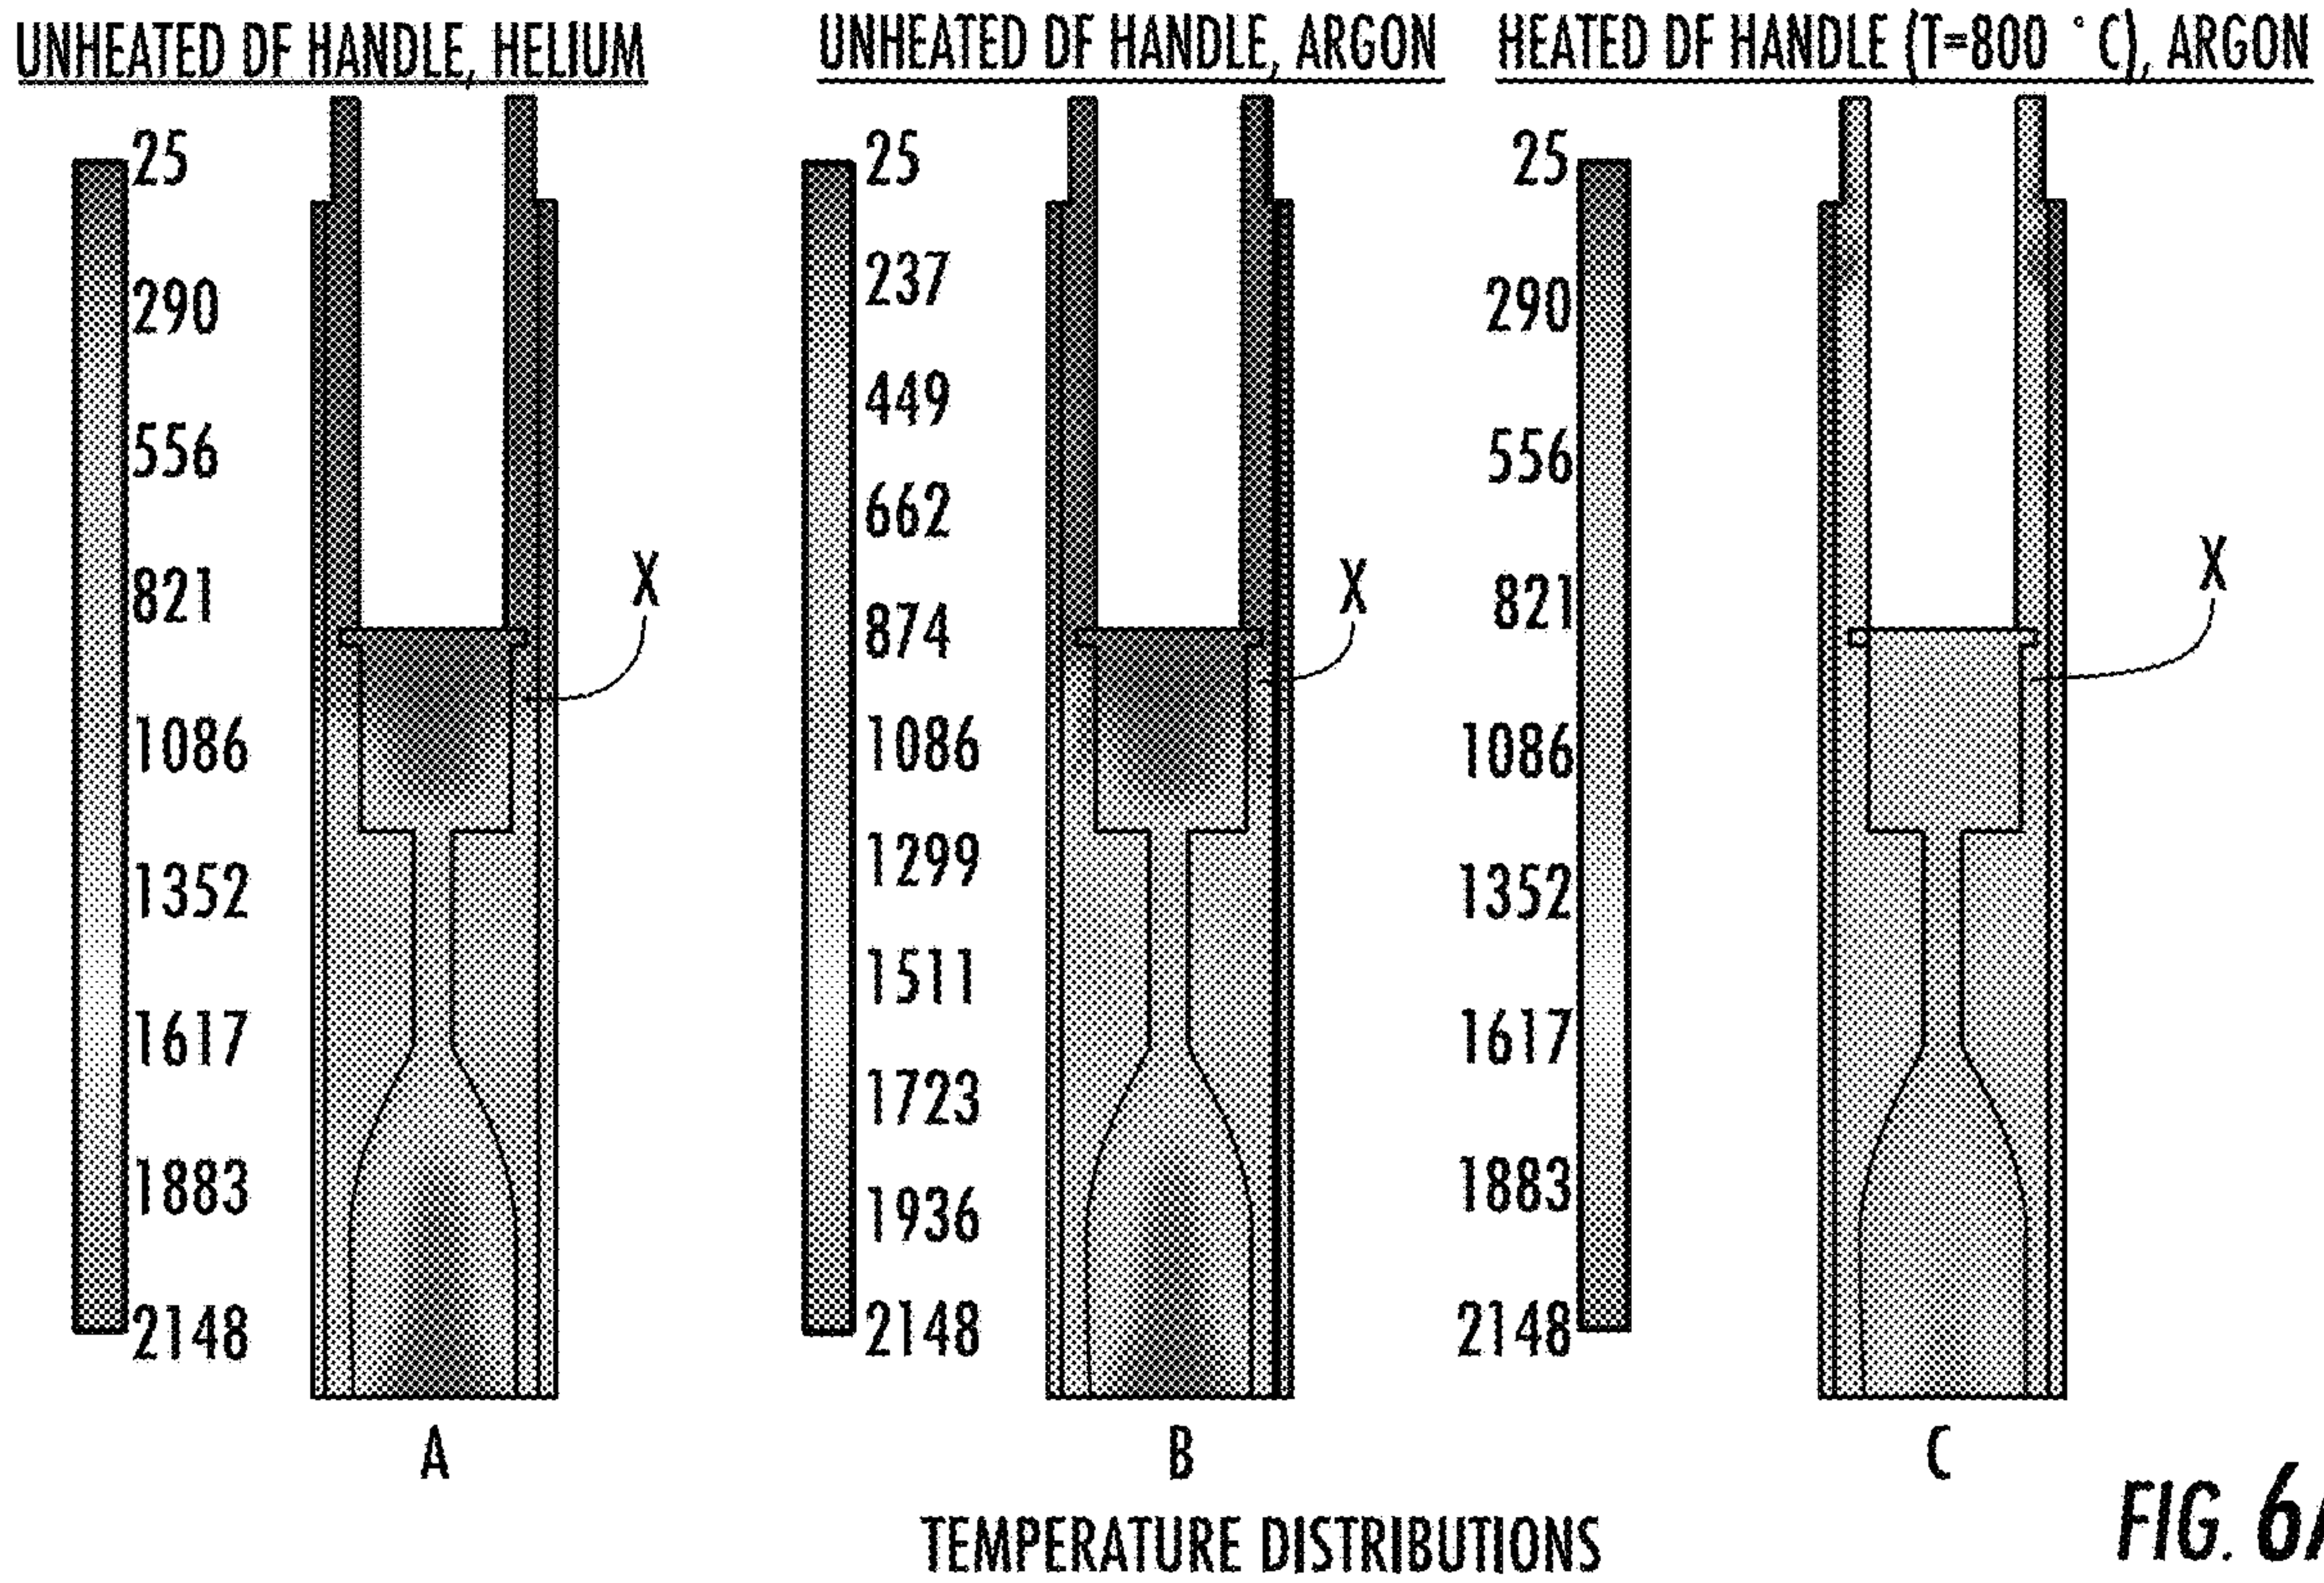 UNHEATED DF HANDLE, HELIUM
UNHEATED DF HANDLE, ARGON
HEATED DF HANDLE (T=800 °C), ARGON
25
290
556
821
1086
1352
1617
1883
2148
X
A
25
237
449
662
874
1086
1299
1511
1723
1936
2148
X
B
25
290
556
821
1086
1352
1617
1883
2148
X
C
TEMPERATURE DISTRIBUTIONS
FIG. 6A